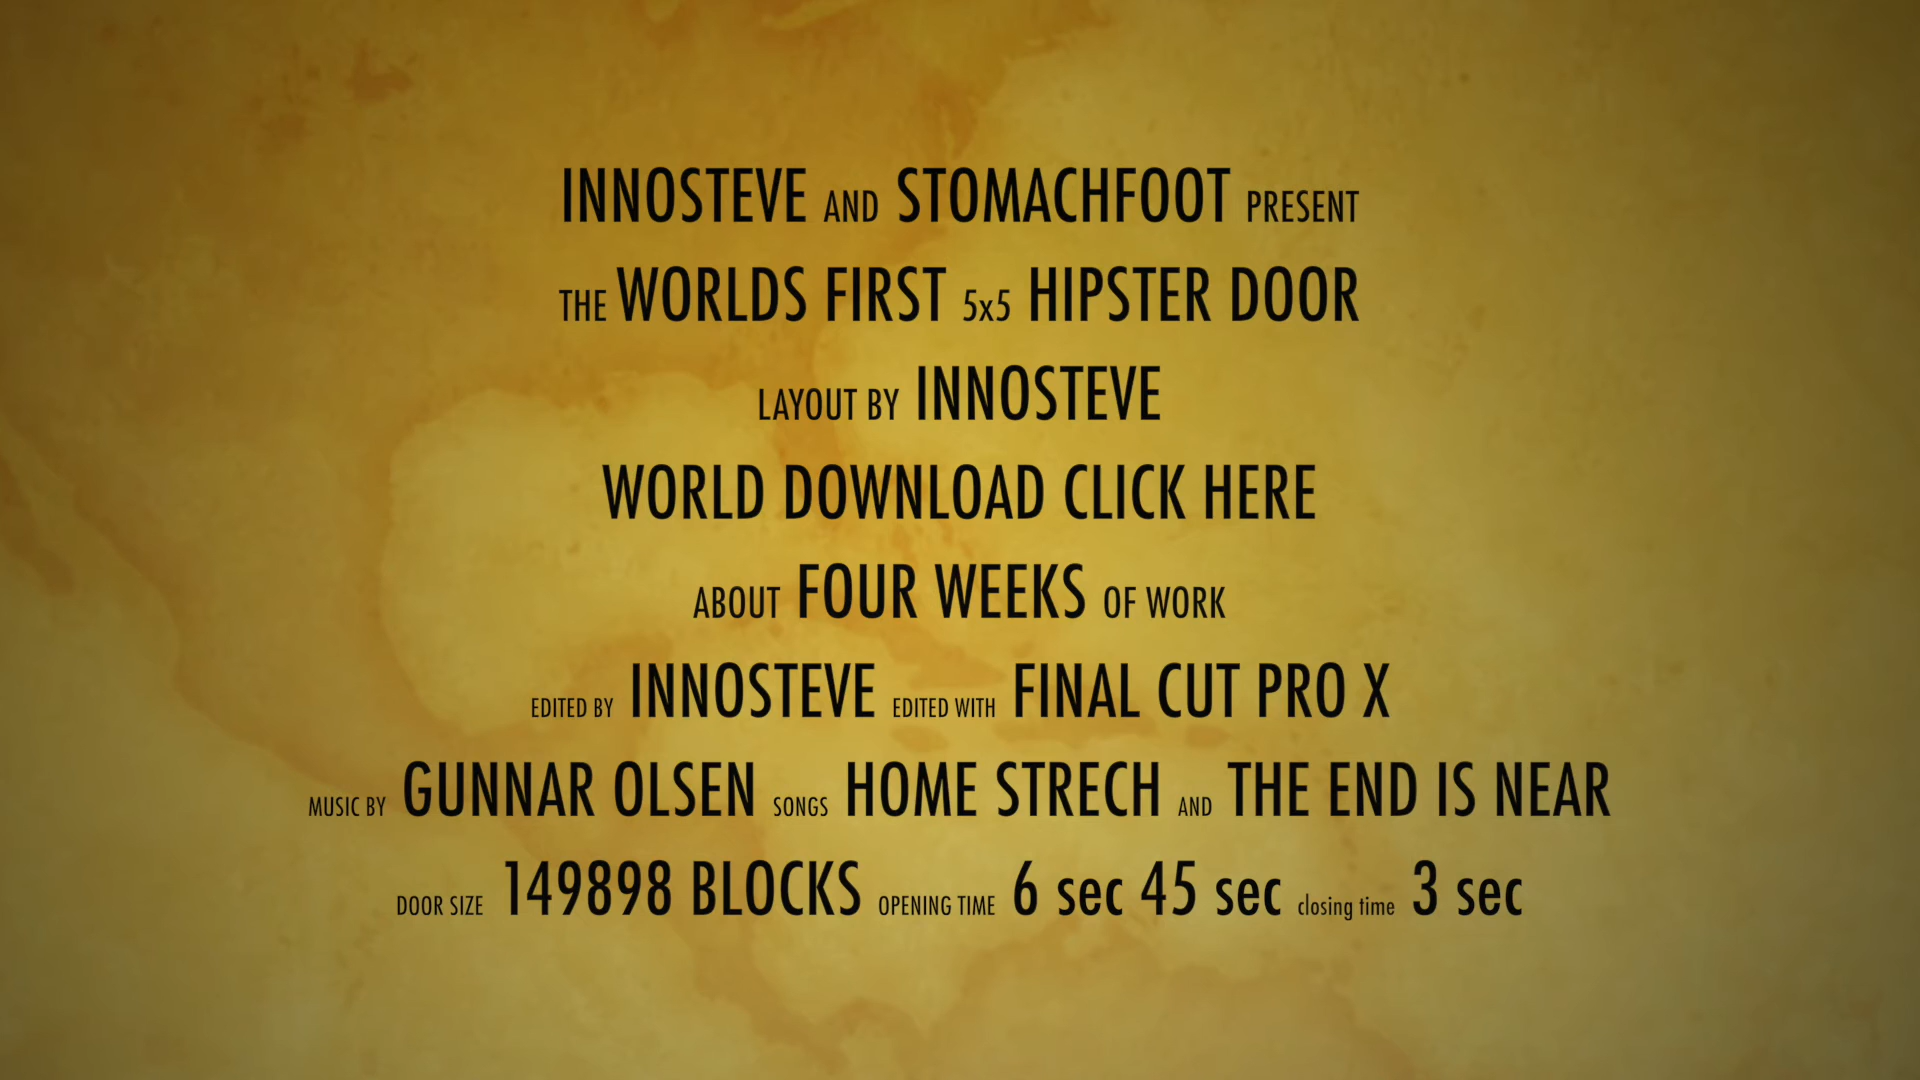 INNOSTEVE AND STOMACHFOOT PRESENT
THE WORLDS FIRST 5x5 HIPSTER DOOR
LAYOUT BY INNOSTEVE
WORLD DOWNLOAD CLICK HERE
ABOUT FOUR WEEKS OF WORK
EDITED BY INNOSTEVE EDITED WITH FINAL CUT PRO X
MUSIC BY GUNNAR OLSEN SONGS HOME STRECH AND THE END IS NEAR
DOOR SIZE 149898 BLOCKS OPENING TIME 6 sec 45 sec closing time 3 sec